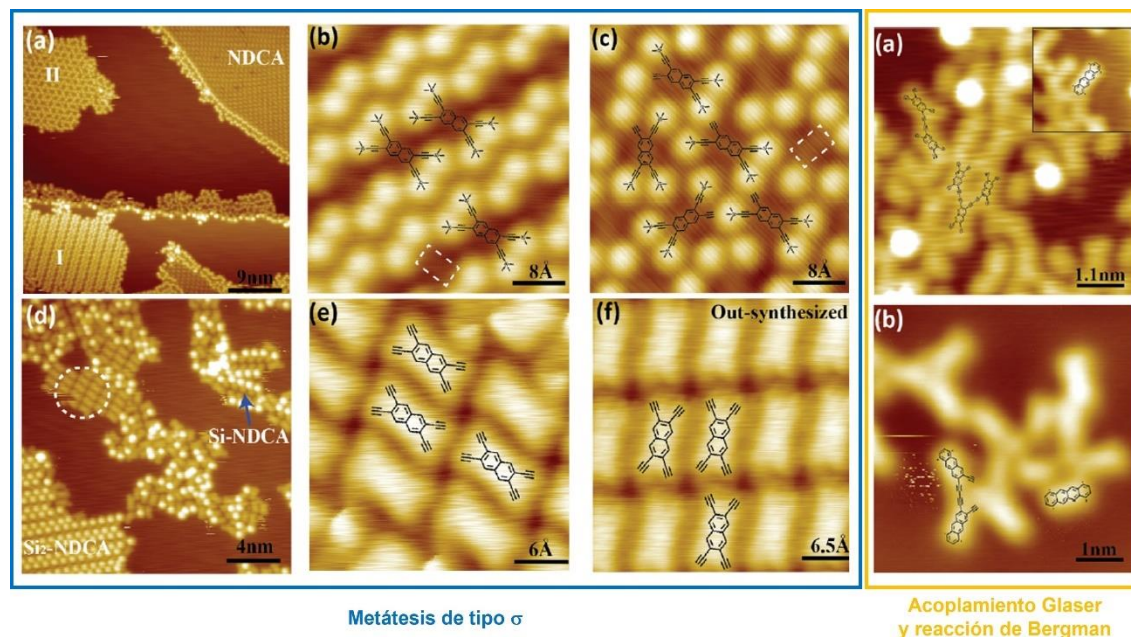 (a)
NDCA
II
I
9nm
(b)
8Å
(c)
8Å
(d)
Si-NDCA
Si₂-NDCA
4nm
(e)
6Å
(f)
Out-synthesized
6.5Å
Metátesis de tipo σ
(a)
1.1nm
(b)
1nm
Acoplamiento Glaser
y reacción de Bergman